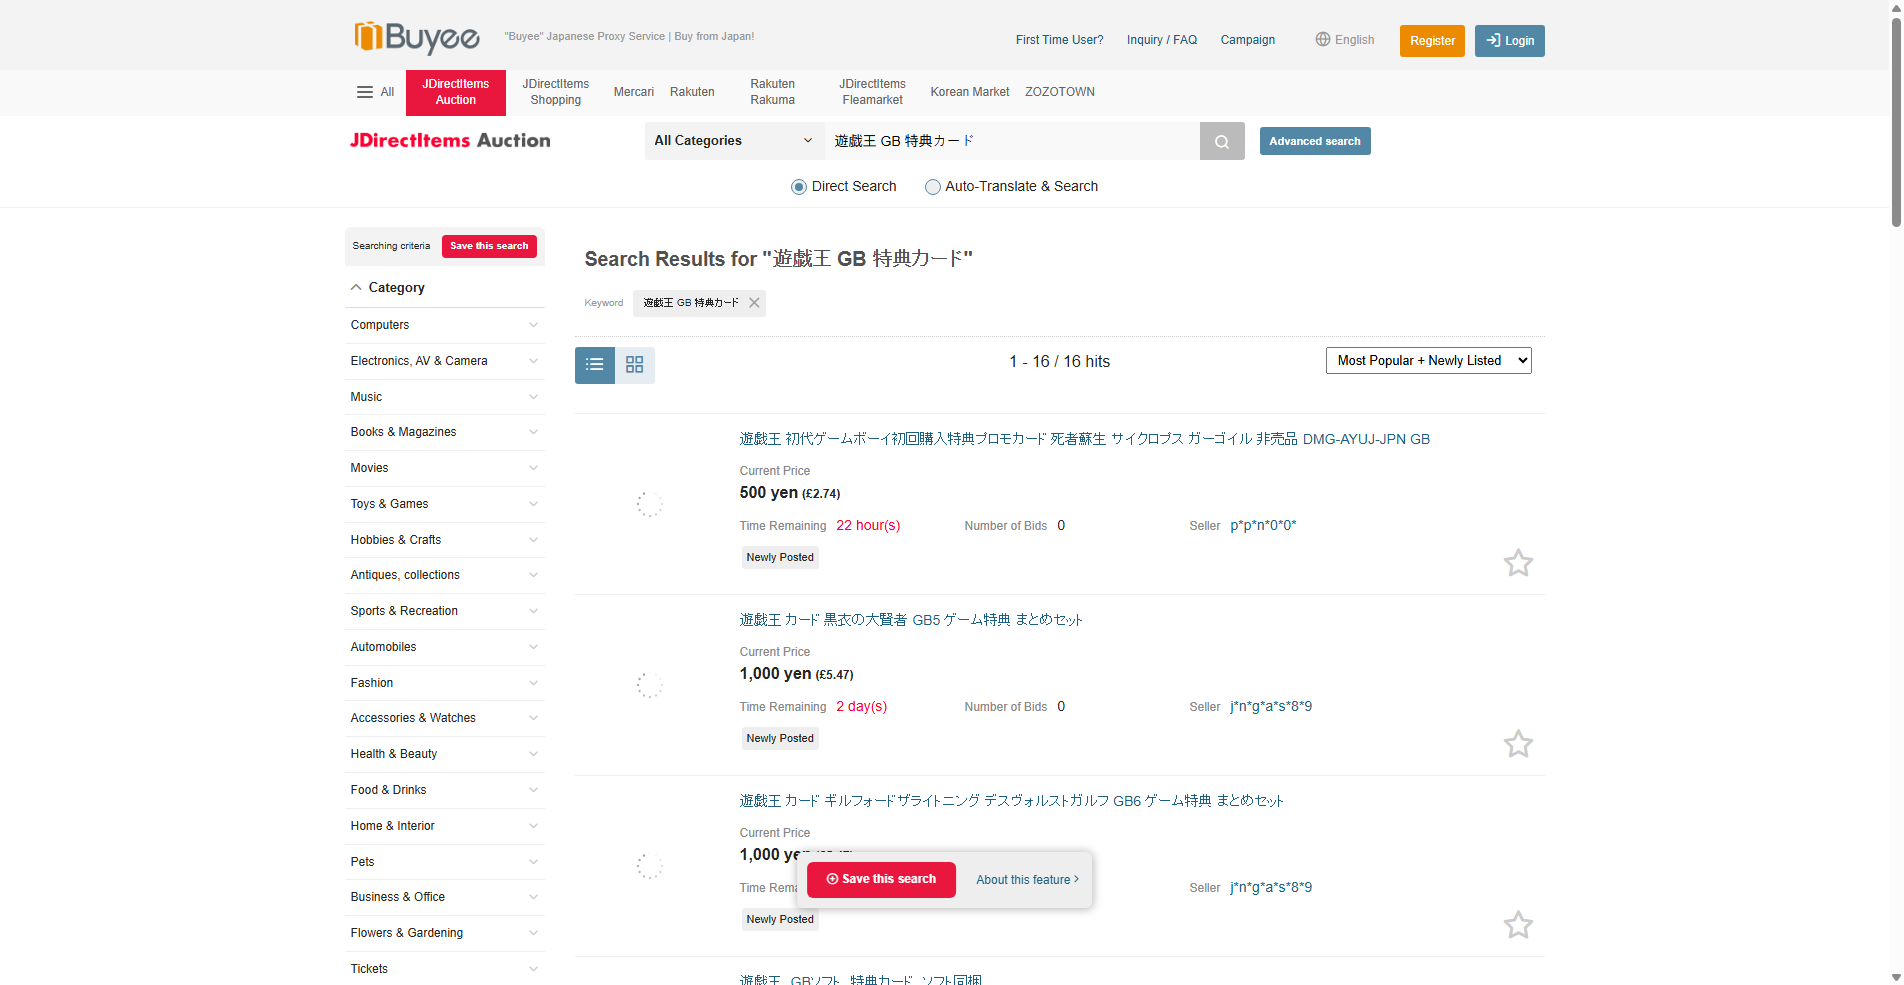 Buyee
"Buyee" Japanese Proxy Service | Buy from Japan!
First Time User?
Inquiry / FAQ
Campaign
English
Register
Login
All
JDirectItems
Auction
JDirectItems
Shopping
Mercari
Rakuten
Rakuten
Rakuma
JDirectItems
Fleamarket
Korean Market
ZOZOTOWN
JDirectItems Auction
All Categories
遊戯王 GB 特典カード
Advanced search
Direct Search
Auto-Translate & Search
Searching criteria
Save this search
Category
Computers
Electronics, AV & Camera
Music
Books & Magazines
Movies
Toys & Games
Hobbies & Crafts
Antiques, collections
Sports & Recreation
Automobiles
Fashion
Accessories & Watches
Health & Beauty
Food & Drinks
Home & Interior
Pets
Business & Office
Flowers & Gardening
Tickets
Search Results for "遊戯王 GB 特典カード"
Keyword
遊戯王 GB 特典カード
1 - 16 / 16 hits
Most Popular + Newly Listed
遊戯王 初代ゲームボーイ初回購入特典プロモカード 死者蘇生 サイクロプス ガーゴイル 非売品 DMG-AYUJ-JPN GB
Current Price
500 yen (£2.74)
Time Remaining 22 hour(s)
Number of Bids 0
Seller p*p*n*0*0*
Newly Posted
遊戯王 カード 黒衣の大賢者 GB5 ゲーム特典 まとめセット
Current Price
1,000 yen (£5.47)
Time Remaining 2 day(s)
Number of Bids 0
Seller j*n*g*a*s*8*9
Newly Posted
遊戯王 カード ギルフォードザライトニング デスヴォルストガルフ GB6 ゲーム特典 まとめセット
Current Price
1,000 yen
Time
Seller j*n*g*a*s*8*9
Newly Posted
Save this search
About this feature
遊戯王 GBソフト 特典カード ソフト同梱